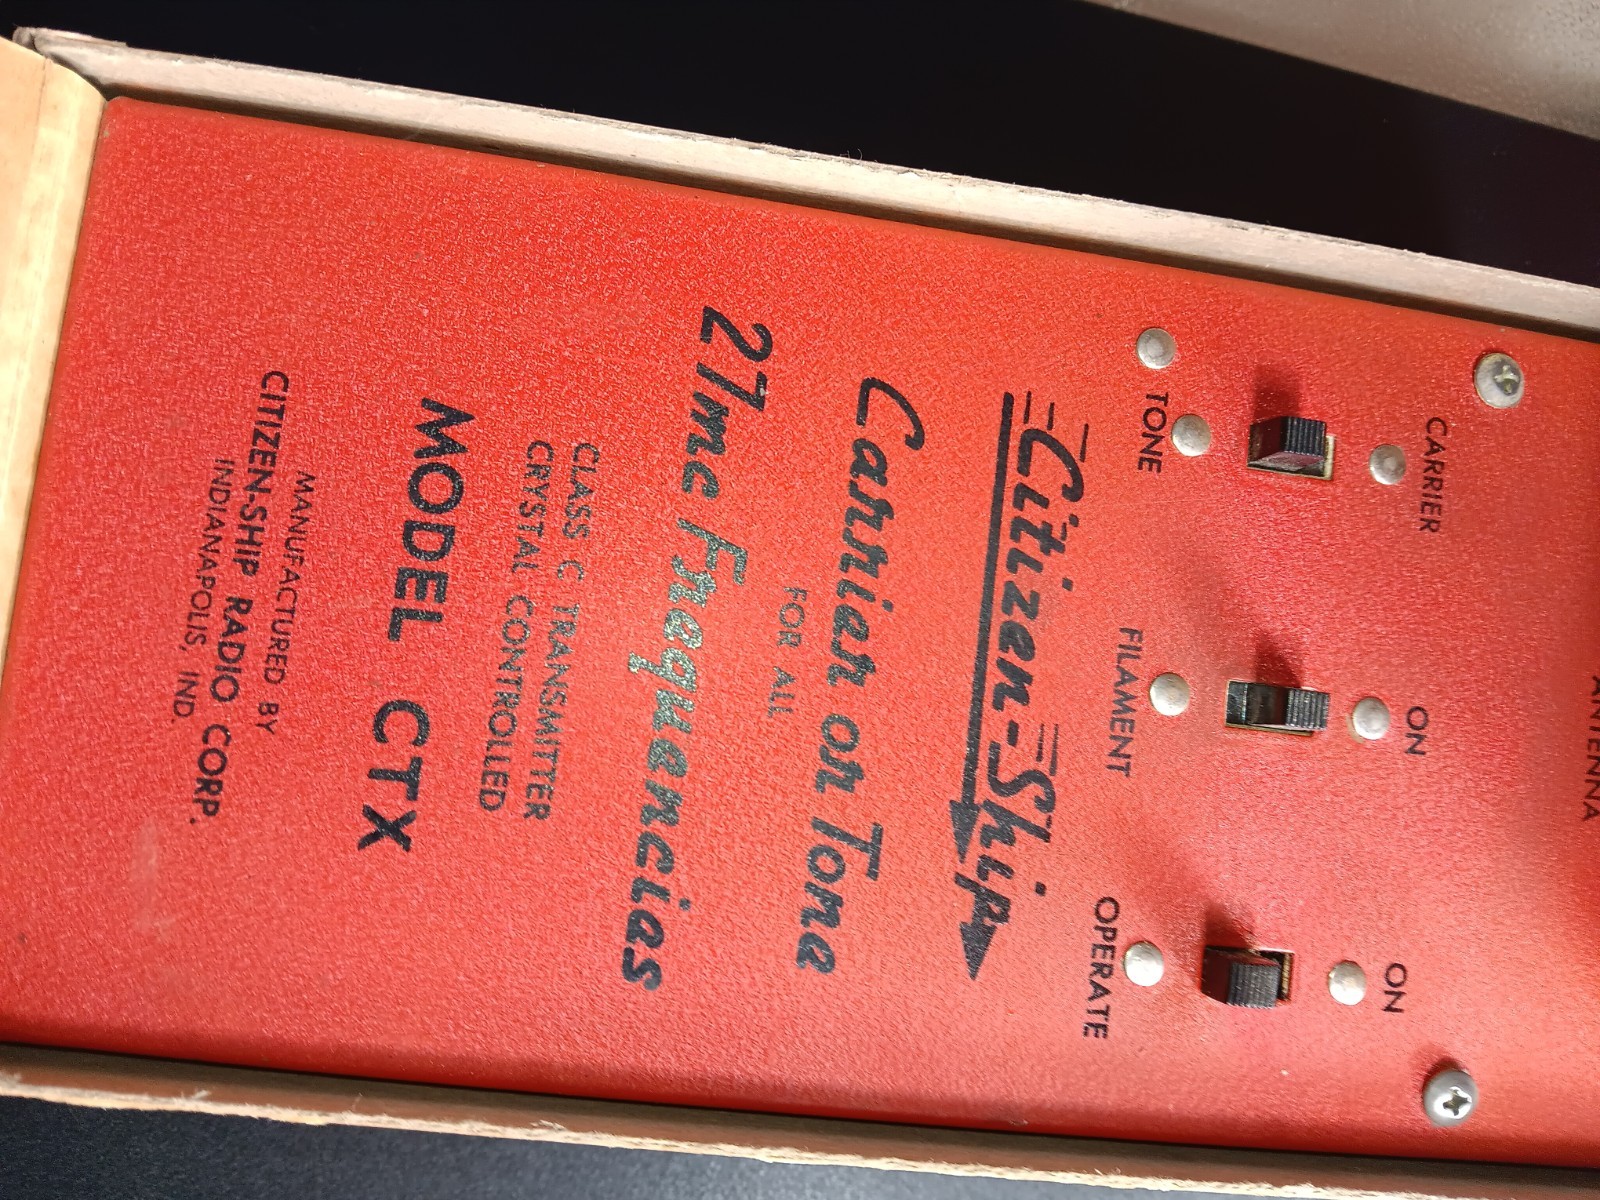 ANTENNA
CARRIER
ON
ON
TONE
FILAMENT
OPERATE
Citizen-Ship
Carrier or Tone
FOR ALL
27mc Frequencies
CLASS C TRANSMITTER
CRYSTAL CONTROLLED
MODEL CTX
MANUFACTURED BY
CITIZEN-SHIP RADIO CORP.
INDIANAPOLIS, IND.